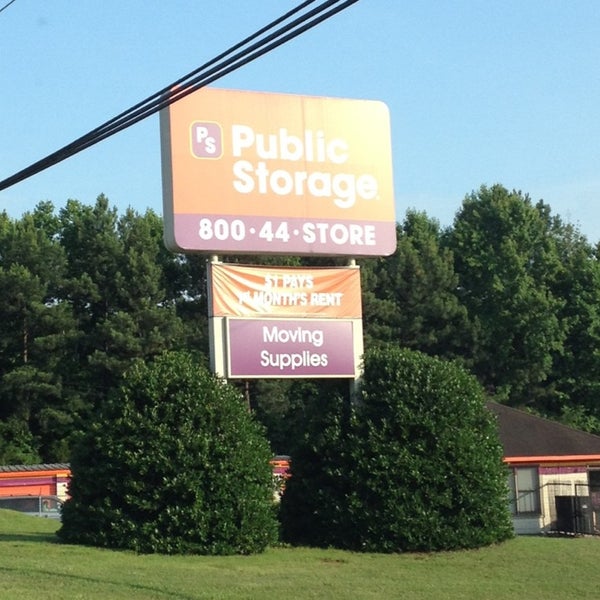 PS
Public
Storage
800·44·STORE
$1 PAYS
1st MONTH'S RENT
Moving
Supplies